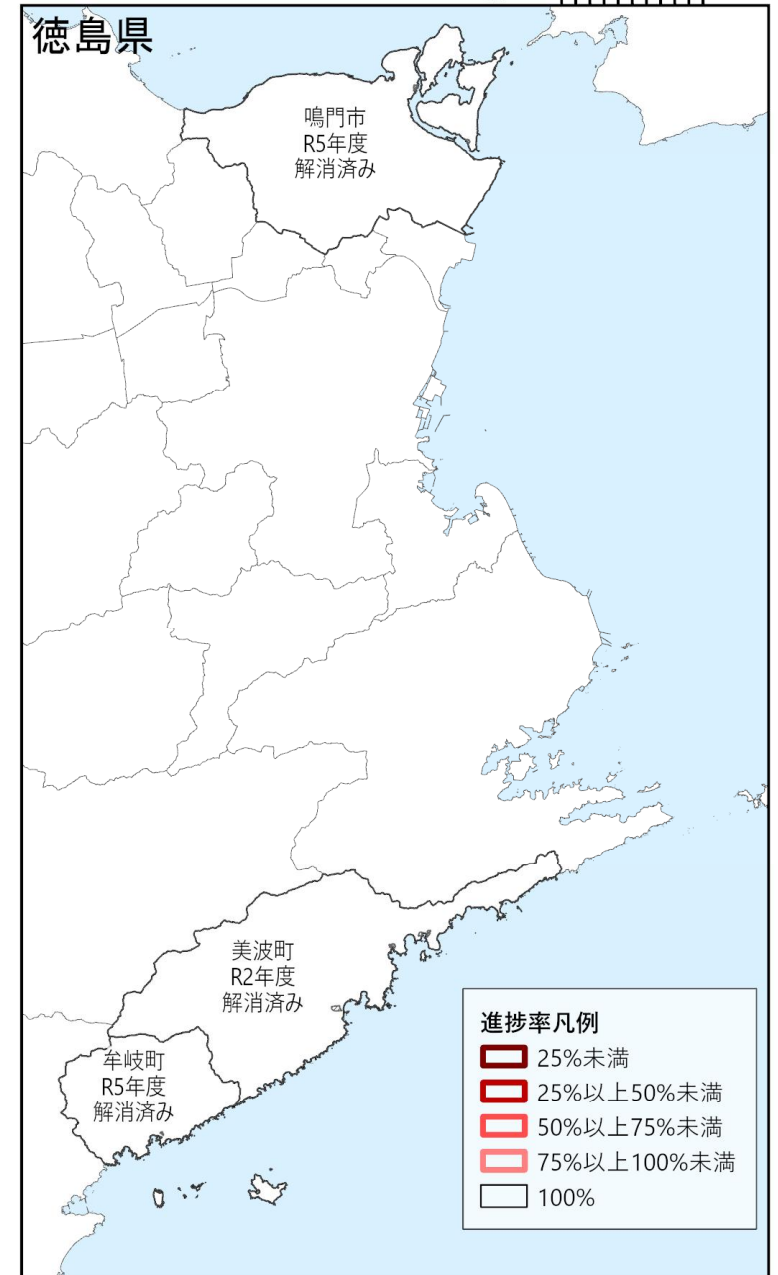 徳島県
鳴門市
R5年度
解消済み
美波町
R2年度
解消済み
牟岐町
R5年度
解消済み
進捗率凡例
25%未満
25%以上50%未満
50%以上75%未満
75%以上100%未満
100%